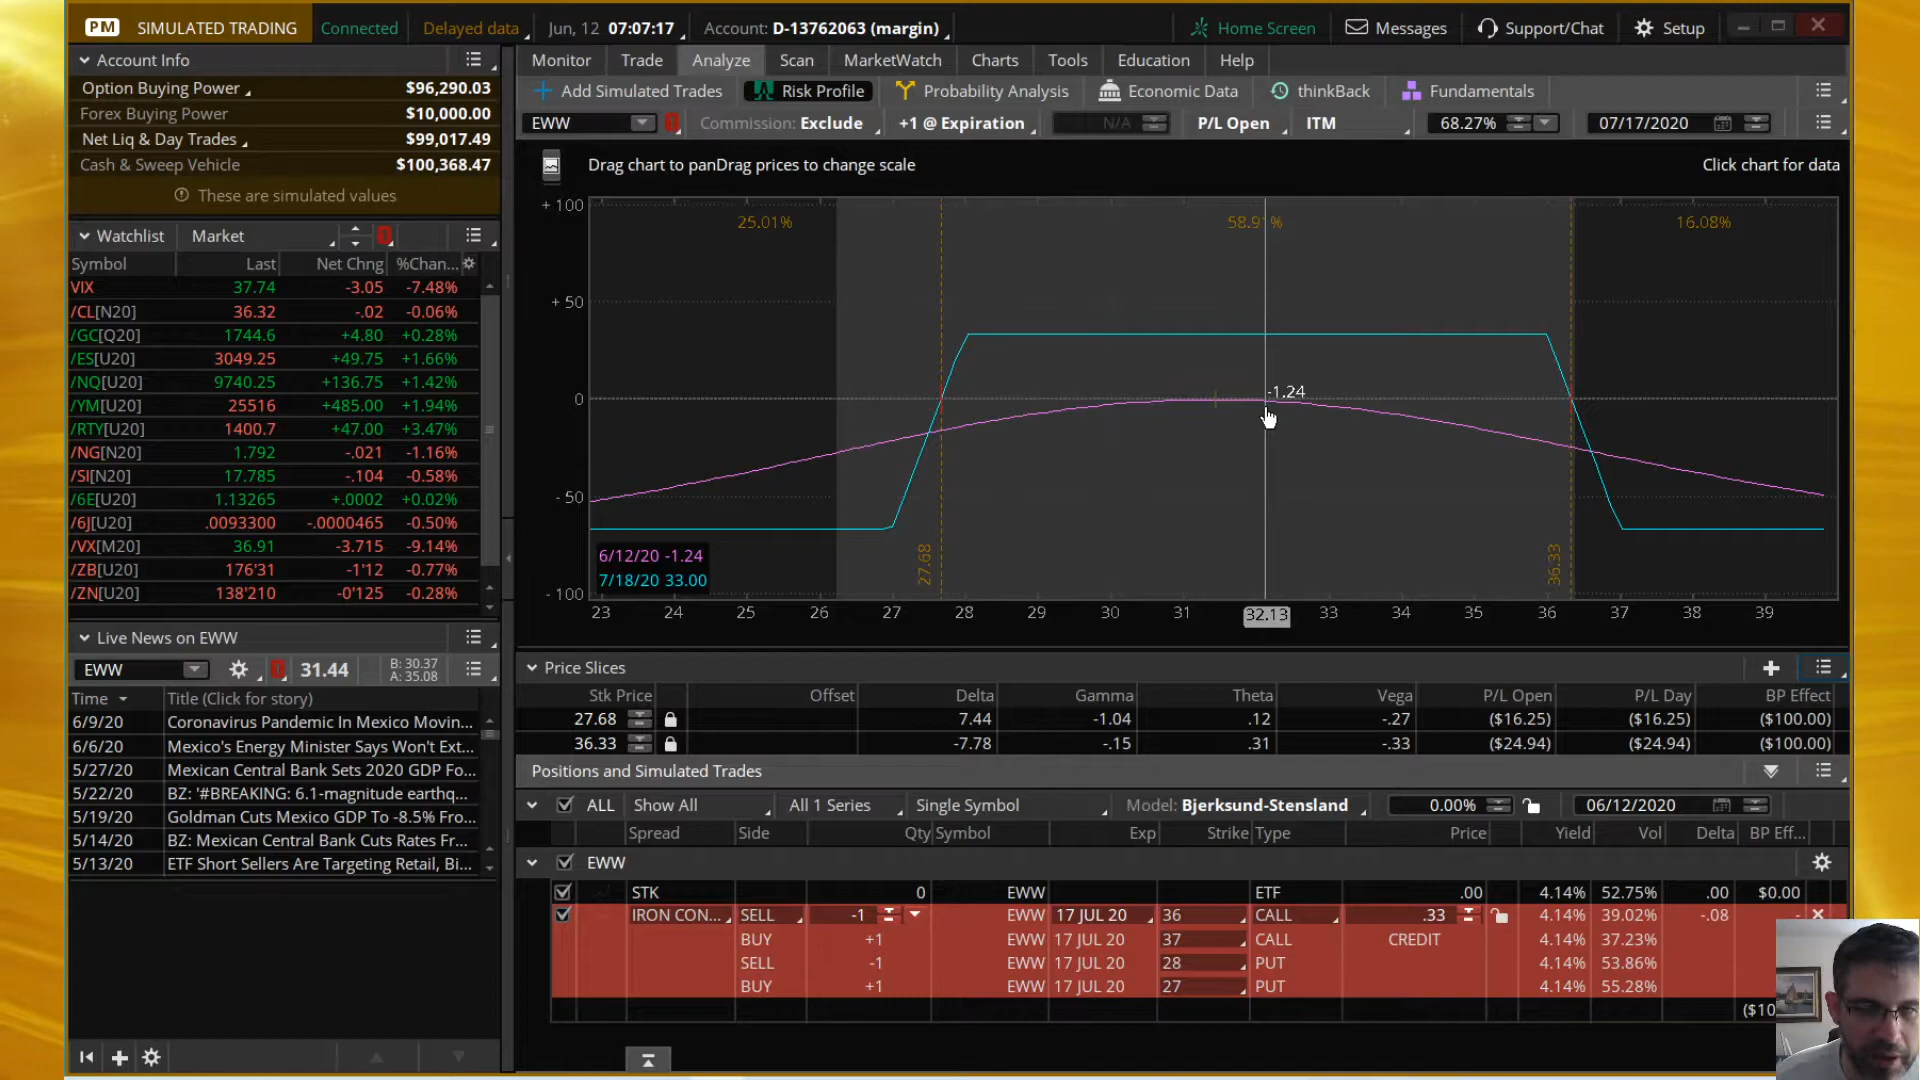 PM SIMULATED TRADING Connected Delayed data Jun, 12 07:07:17 Account: D-13762063 (margin) Home Screen Messages Support/Chat Setup
Account Info
Option Buying Power $96,290.03
Forex Buying Power $10,000.00
Net Liq & Day Trades $99,017.49
Cash & Sweep Vehicle $100,368.47
These are simulated values
Watchlist Market
Symbol Last Net Chng %Chan...
VIX 37.74 -3.05 -7.48%
/CL[N20] 36.32 -.02 -0.06%
/GC[Q20] 1744.6 +4.80 +0.28%
/ES[U20] 3049.25 +49.75 +1.66%
/NQ[U20] 9740.25 +136.75 +1.42%
/YM[U20] 25516 +485.00 +1.94%
/RTY[U20] 1400.7 +47.00 +3.47%
/NG[N20] 1.792 -.021 -1.16%
/SI[N20] 17.785 -.104 -0.58%
/6E[U20] 1.13265 +.0002 +0.02%
/6J[U20] .0093300 -.0000465 -0.50%
/VX[M20] 36.91 -3.715 -9.14%
/ZB[U20] 176'31 -1'12 -0.77%
/ZN[U20] 138'210 -0'125 -0.28%
Live News on EWW
EWW 31.44 B: 30.37
A: 35.08
Time Title (Click for story)
6/9/20 Coronavirus Pandemic In Mexico Movin...
6/6/20 Mexico's Energy Minister Says Won't Ext...
5/27/20 Mexican Central Bank Sets 2020 GDP Fo...
5/22/20 BZ: '#BREAKING: 6.1-magnitude earthq...
5/19/20 Goldman Cuts Mexico GDP To -8.5% Fro...
5/14/20 BZ: Mexican Central Bank Cuts Rates Fr...
5/13/20 ETF Short Sellers Are Targeting Retail, Bi...
Monitor Trade Analyze Scan MarketWatch Charts Tools Education Help
Add Simulated Trades Risk Profile Probability Analysis Economic Data thinkBack Fundamentals
EWW Commission: Exclude +1 @ Expiration N/A P/L Open ITM 68.27% 07/17/2020
Drag chart to panDrag prices to change scale Click chart for data
+ 100
25.01% 58.9 % 16.08%
+ 50
-1.24
0
- 50
6/12/20 -1.24
7/18/20 33.00
27.68 36.33
- 100
23 24 25 26 27 28 29 30 31 32.13 33 34 35 36 37 38 39
Price Slices
Stk Price Offset Delta Gamma Theta Vega P/L Open P/L Day BP Effect
27.68 7.44 -1.04 .12 -.27 ($16.25) ($16.25) ($100.00)
36.33 -7.78 -.15 .31 -.33 ($24.94) ($24.94) ($100.00)
Positions and Simulated Trades
ALL Show All All 1 Series Single Symbol Model: Bjerksund-Stensland 0.00% 06/12/2020
Spread Side Qty Symbol Exp Strike Type Price Yield Vol Delta BP Eff...
EWW
STK 0 EWW ETF .00 4.14% 52.75% .00 $0.00
IRON CON... SELL -1 EWW 17 JUL 20 36 CALL .33 4.14% 39.02% -.08 -
BUY +1 EWW 17 JUL 20 37 CALL CREDIT 4.14% 37.23%
SELL -1 EWW 17 JUL 20 28 PUT 4.14% 53.86%
BUY +1 EWW 17 JUL 20 27 PUT 4.14% 55.28%
($10